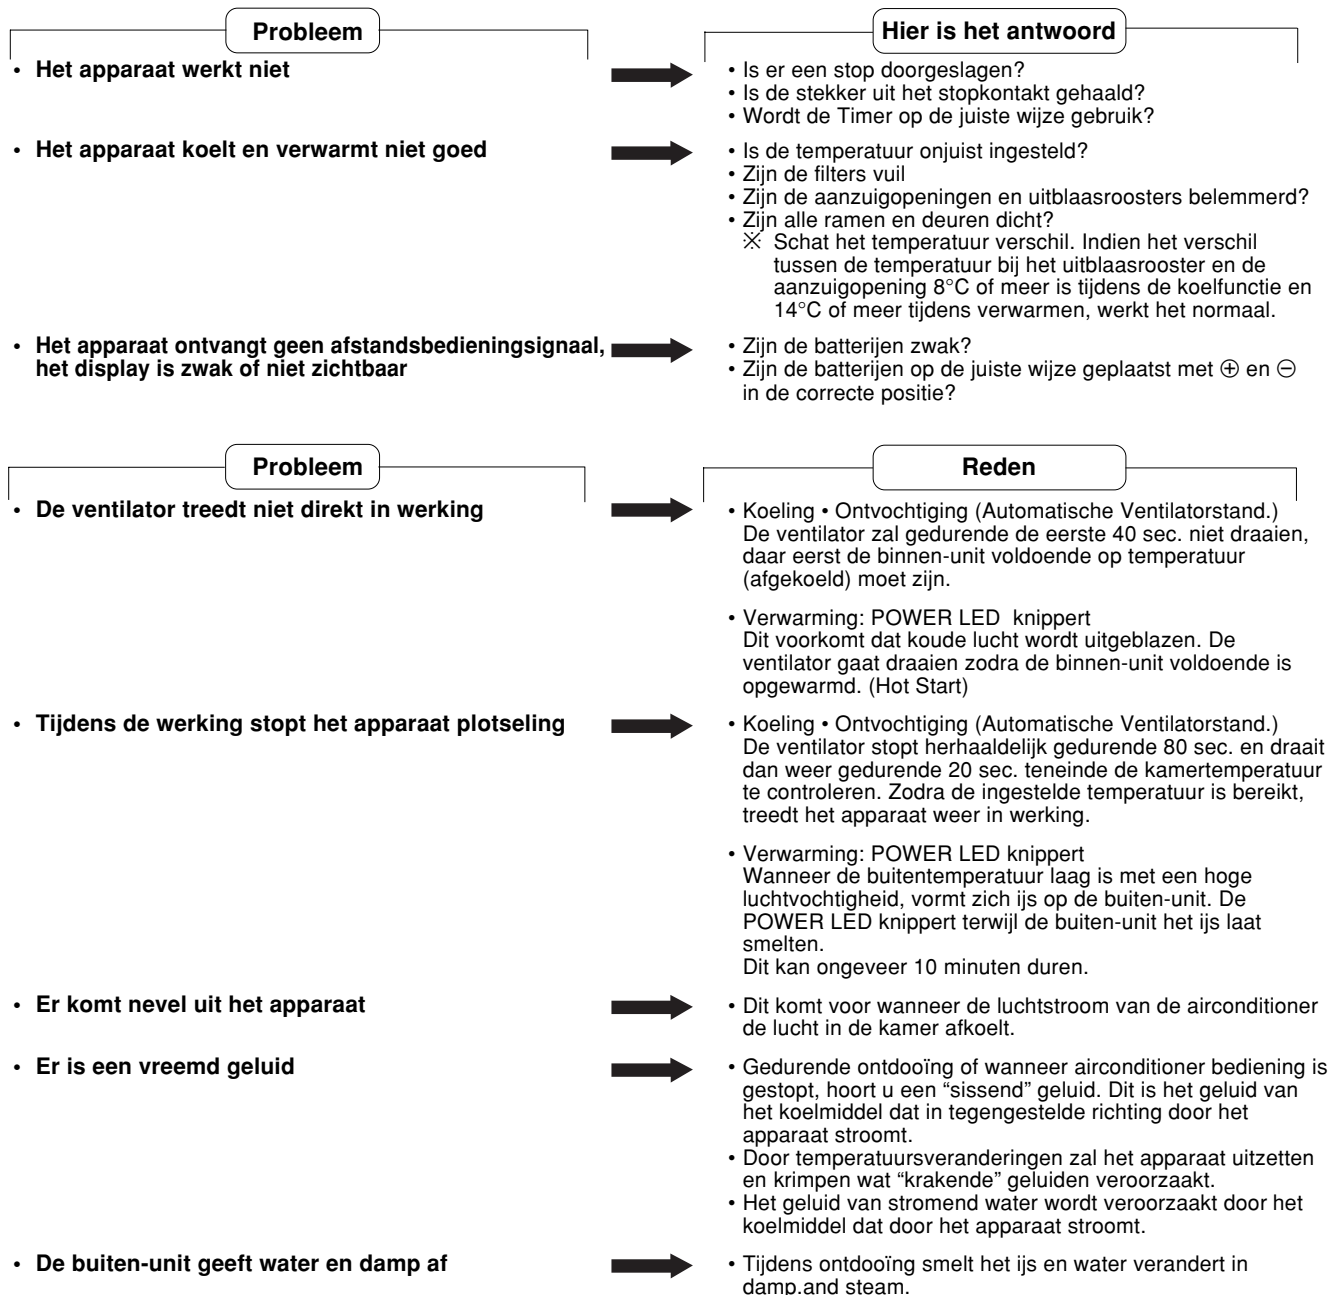 Probleem
Hier is het antwoord
• Het apparaat werkt niet
• Is er een stop doorgeslagen?
• Is de stekker uit het stopkontakt gehaald?
• Wordt de Timer op de juiste wijze gebruik?
• Het apparaat koelt en verwarmt niet goed
• Is de temperatuur onjuist ingesteld?
• Zijn de filters vuil
• Zijn de aanzuigopeningen en uitblaasroosters belemmerd?
• Zijn alle ramen en deuren dicht?
※ Schat het temperatuur verschil. Indien het verschil
tussen de temperatuur bij het uitblaasrooster en de
aanzuigopening 8°C of meer is tijdens de koelfunctie en
14°C of meer tijdens verwarmen, werkt het normaal.
• Het apparaat ontvangt geen afstandsbedieningsignaal,
het display is zwak of niet zichtbaar
• Zijn de batterijen zwak?
• Zijn de batterijen op de juiste wijze geplaatst met ⊕ en ⊖
in de correcte positie?
Probleem
Reden
• De ventilator treedt niet direkt in werking
• Koeling • Ontvochtiging (Automatische Ventilatorstand.)
De ventilator zal gedurende de eerste 40 sec. niet draaien,
daar eerst de binnen-unit voldoende op temperatuur
(afgekoeld) moet zijn.
• Verwarming: POWER LED knippert
Dit voorkomt dat koude lucht wordt uitgeblazen. De
ventilator gaat draaien zodra de binnen-unit voldoende is
opgewarmd. (Hot Start)
• Tijdens de werking stopt het apparaat plotseling
• Koeling • Ontvochtiging (Automatische Ventilatorstand.)
De ventilator stopt herhaaldelijk gedurende 80 sec. en draait
dan weer gedurende 20 sec. teneinde de kamertemperatuur
te controleren. Zodra de ingestelde temperatuur is bereikt,
treedt het apparaat weer in werking.
• Verwarming: POWER LED knippert
Wanneer de buitentemperatuur laag is met een hoge
luchtvochtigheid, vormt zich ijs op de buiten-unit. De
POWER LED knippert terwijl de buiten-unit het ijs laat
smelten.
Dit kan ongeveer 10 minuten duren.
• Er komt nevel uit het apparaat
• Dit komt voor wanneer de luchtstroom van de airconditioner
de lucht in de kamer afkoelt.
• Er is een vreemd geluid
• Gedurende ontdooïng of wanneer airconditioner bediening is
gestopt, hoort u een “sissend” geluid. Dit is het geluid van
het koelmiddel dat in tegengestelde richting door het
apparaat stroomt.
• Door temperatuursveranderingen zal het apparaat uitzetten
en krimpen wat “krakende” geluiden veroorzaakt.
• Het geluid van stromend water wordt veroorzaakt door het
koelmiddel dat door het apparaat stroomt.
• De buiten-unit geeft water en damp af
• Tijdens ontdooïng smelt het ijs en water verandert in
damp.and steam.